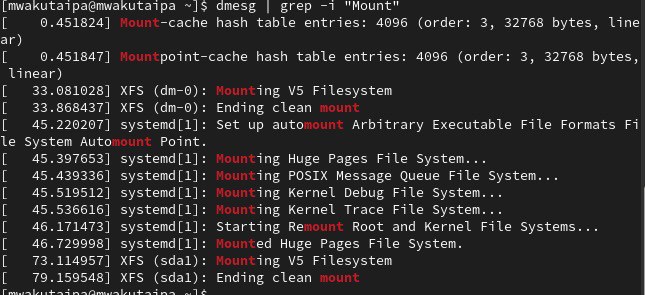 [mwakutaipa@mwakutaipa ~]$ dmesg | grep -i "Mount"
[    0.451824] Mount-cache hash table entries: 4096 (order: 3, 32768 bytes, line
ar)
[    0.451847] Mountpoint-cache hash table entries: 4096 (order: 3, 32768 bytes,
 linear)
[   33.081028] XFS (dm-0): Mounting V5 Filesystem
[   33.868437] XFS (dm-0): Ending clean mount
[   45.220207] systemd[1]: Set up automount Arbitrary Executable File Formats Fi
le System Automount Point.
[   45.397653] systemd[1]: Mounting Huge Pages File System...
[   45.439336] systemd[1]: Mounting POSIX Message Queue File System...
[   45.519512] systemd[1]: Mounting Kernel Debug File System...
[   45.536616] systemd[1]: Mounting Kernel Trace File System...
[   46.171473] systemd[1]: Starting Remount Root and Kernel File Systems...
[   46.729998] systemd[1]: Mounted Huge Pages File System.
[   73.114957] XFS (sda1): Mounting V5 Filesystem
[   79.159548] XFS (sda1): Ending clean mount
[mwakutaipa@mwakutaipa ~]$